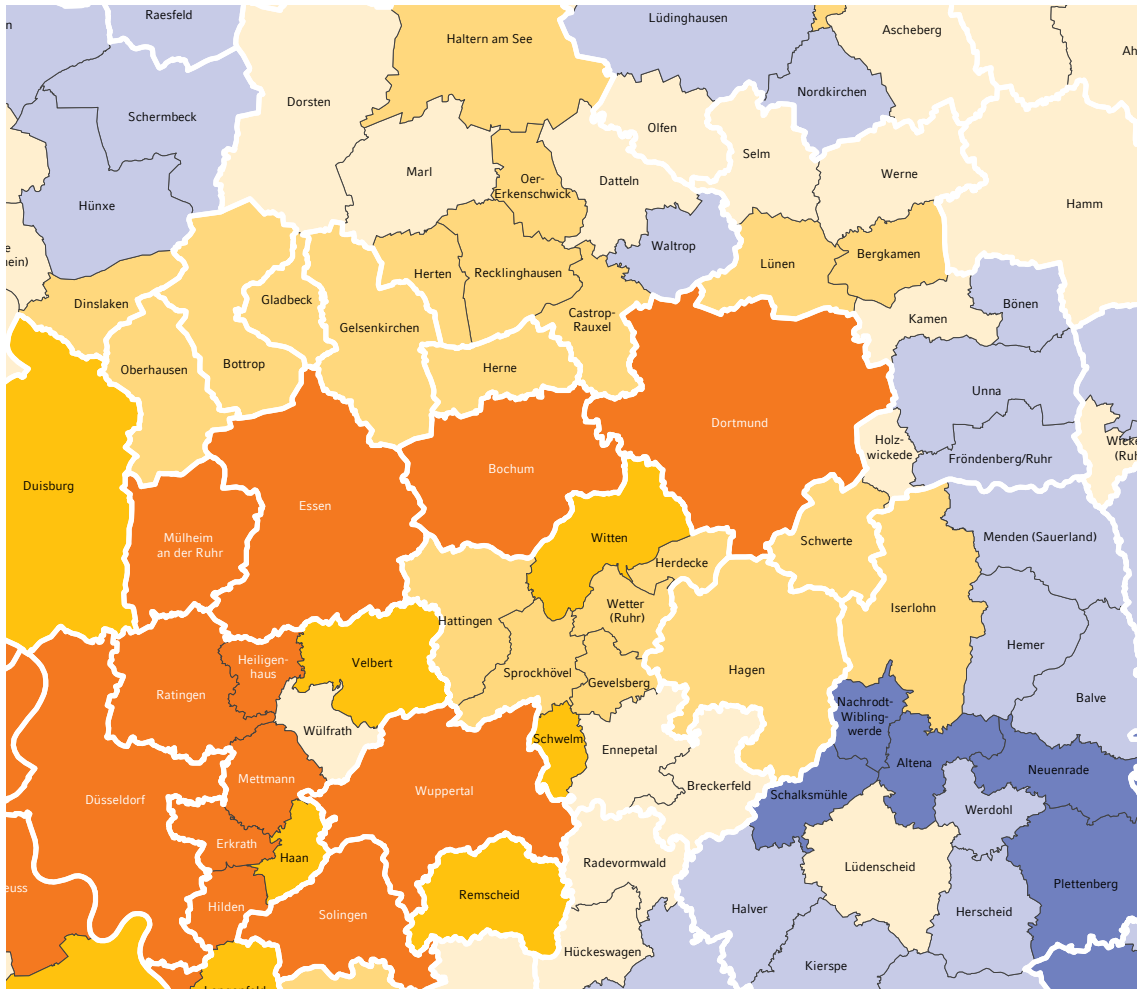 Raesfeld
Lüdinghausen
Haltern am See
Ascheberg
Dorsten
Nordkirchen
Schermbeck
Olfen
Selm
Marl
Oer-
Erkenschwick
Datteln
Werne
Hünxe
Hamm
Waltrop
Bergkamen
Lünen
Herten
Recklinghausen
Dinslaken
Gladbeck
Bönen
Castrop-
Rauxel
Gelsenkirchen
Kamen
Oberhausen
Bottrop
Herne
Unna
Dortmund
Holz-
wickede
Fröndenberg/Ruhr
Bochum
Duisburg
Essen
Mülheim
an der Ruhr
Witten
Schwerte
Menden (Sauerland)
Herdecke
Wetter
(Ruhr)
Iserlohn
Hattingen
Hemer
Heiligen-
haus
Velbert
Sprockhövel
Gevelsberg
Hagen
Ratingen
Balve
Nachrodt-
Wibling-
werde
Wülfrath
Schwelm
Ennepetal
Altena
Neuenrade
Mettmann
Breckerfeld
Düsseldorf
Wuppertal
Schalksmühle
Werdohl
Erkrath
Haan
Radevormwald
Lüdenscheid
Plettenberg
Remscheid
Hilden
Solingen
Halver
Herscheid
Hückeswagen
Kierspe